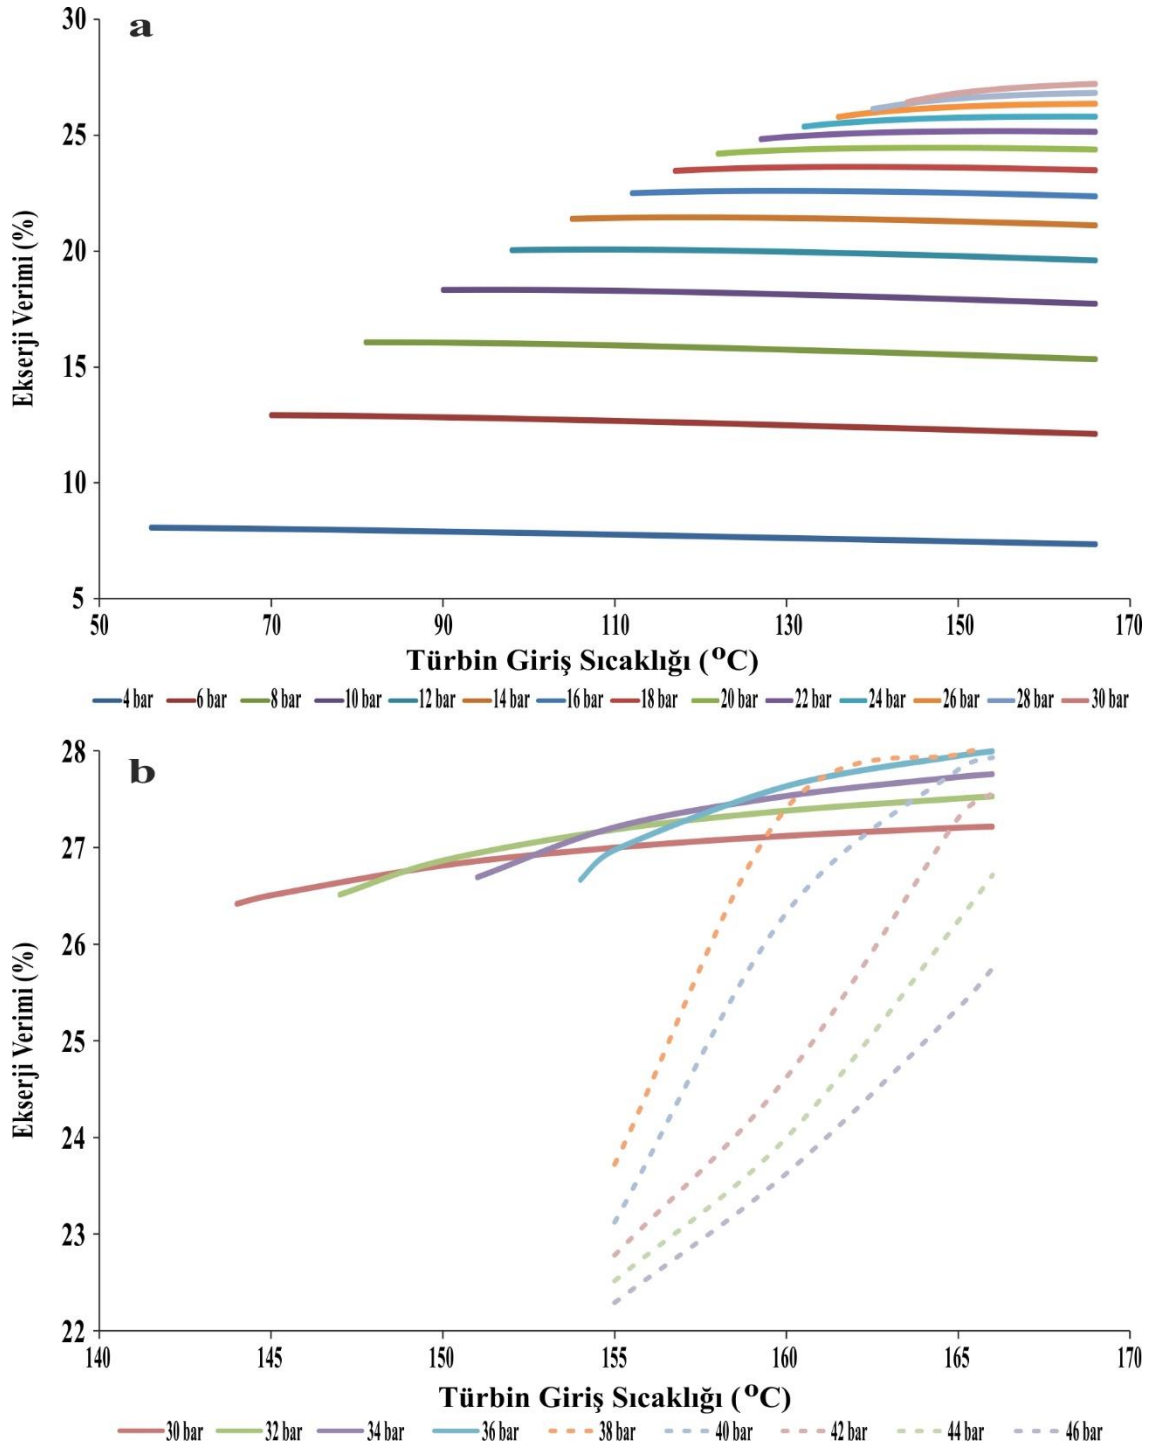 a
30
25
20
15
10
5
Ekserji Verimi (%)
50 70 90 110 130 150 170
Türbin Giriş Sıcaklığı (°C)
4 bar 6 bar 8 bar 10 bar 12 bar 14 bar 16 bar 18 bar 20 bar 22 bar 24 bar 26 bar 28 bar 30 bar
b
28
27
26
25
24
23
22
Ekserji Verimi (%)
140 145 150 155 160 165 170
Türbin Giriş Sıcaklığı (°C)
30 bar 32 bar 34 bar 36 bar 38 bar 40 bar 42 bar 44 bar 46 bar